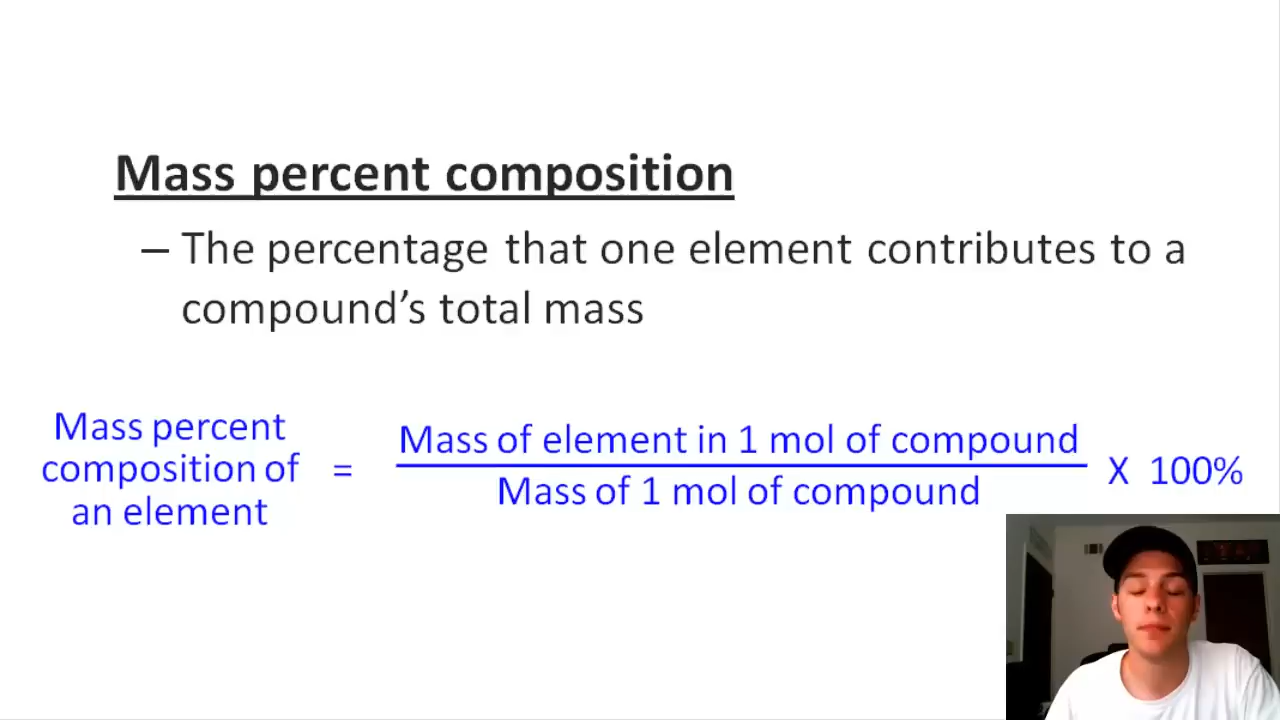 Mass percent composition
– The percentage that one element contributes to a
compound’s total mass
Mass percent
composition of
an element
=
Mass of element in 1 mol of compound
Mass of 1 mol of compound
X 100%